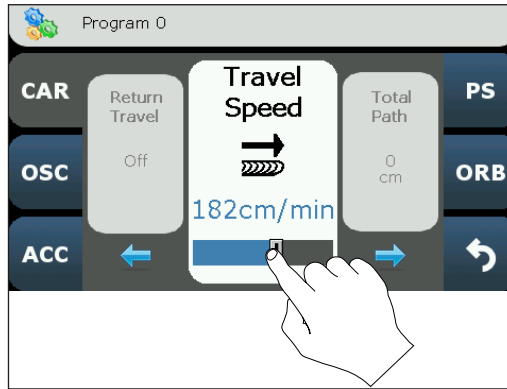 Program 0
CAR
OSC
ACC
Return
Travel
Off
Travel
Speed
182cm/min
Total
Path
0
cm
PS
ORB